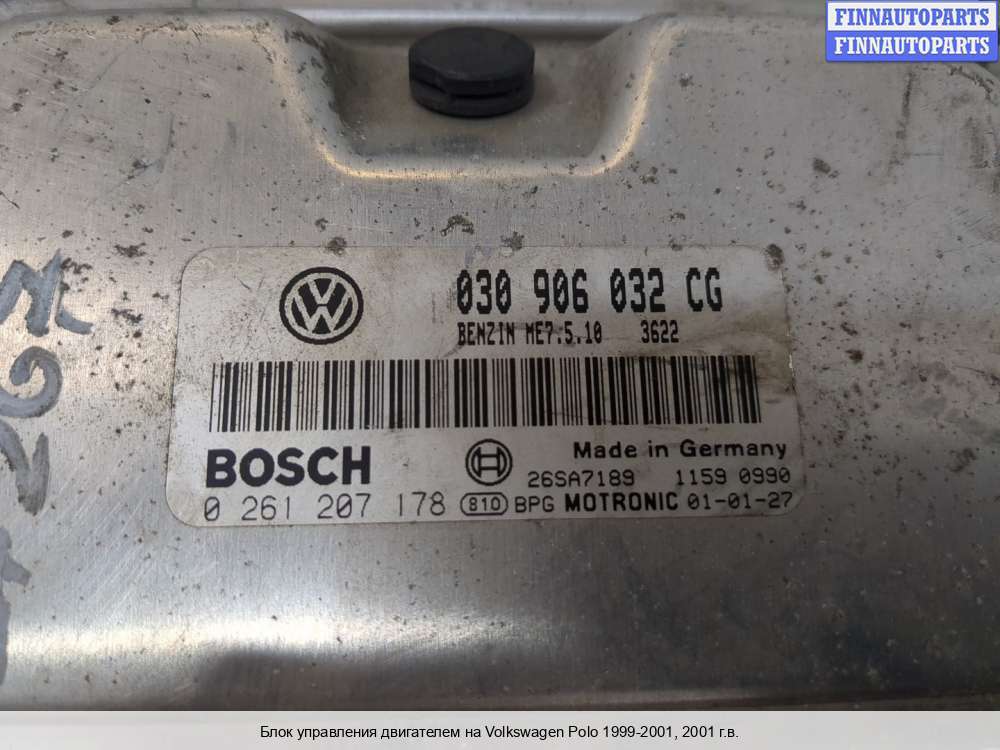 FINNAUTOPARTS
FINNAUTOPARTS
030 906 032 CG
BENZIN ME7.5.10 3622
BOSCH
Made in Germany
26SA7189 1159 0990
0 261 207 178 810 BPG MOTRONIC 01-01-27
Блок управления двигателем на Volkswagen Polo 1999-2001, 2001 г.в.